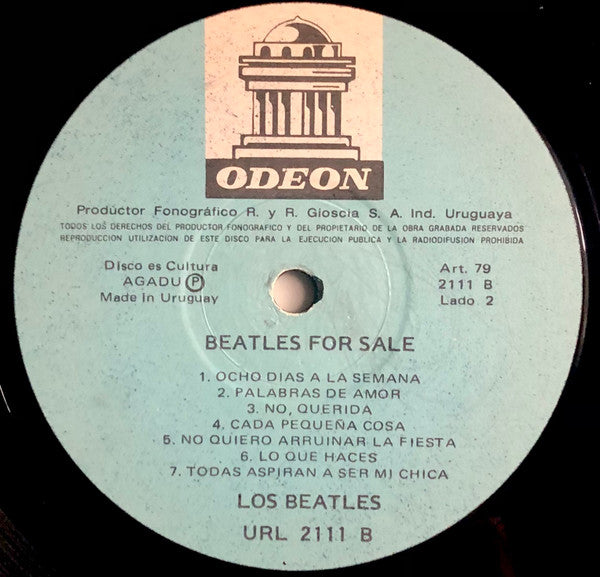 ODEON
Productor Fonográfico R. y R. Gioscia S. A. Ind. Uruguaya
TODOS LOS DERECHOS DEL PRODUCTOR FONOGRAFICO Y DEL PROPIETARIO DE LA OBRA GRABADA RESERVADOS
REPRODUCCION UTILIZACION DE ESTE DISCO PARA LA EJECUCION PUBLICA Y LA RADIODIFUSION PROHIBIDA
Disco es Cultura
AGADU Ⓟ
Made in Uruguay
Art. 79
2111 B
Lado 2
BEATLES FOR SALE
1. OCHO DIAS A LA SEMANA
2. PALABRAS DE AMOR
3. NO, QUERIDA
4. CADA PEQUEÑA COSA
5. NO QUIERO ARRUINAR LA FIESTA
6. LO QUE HACES
7. TODAS ASPIRAN A SER MI CHICA
LOS BEATLES
URL 2111 B